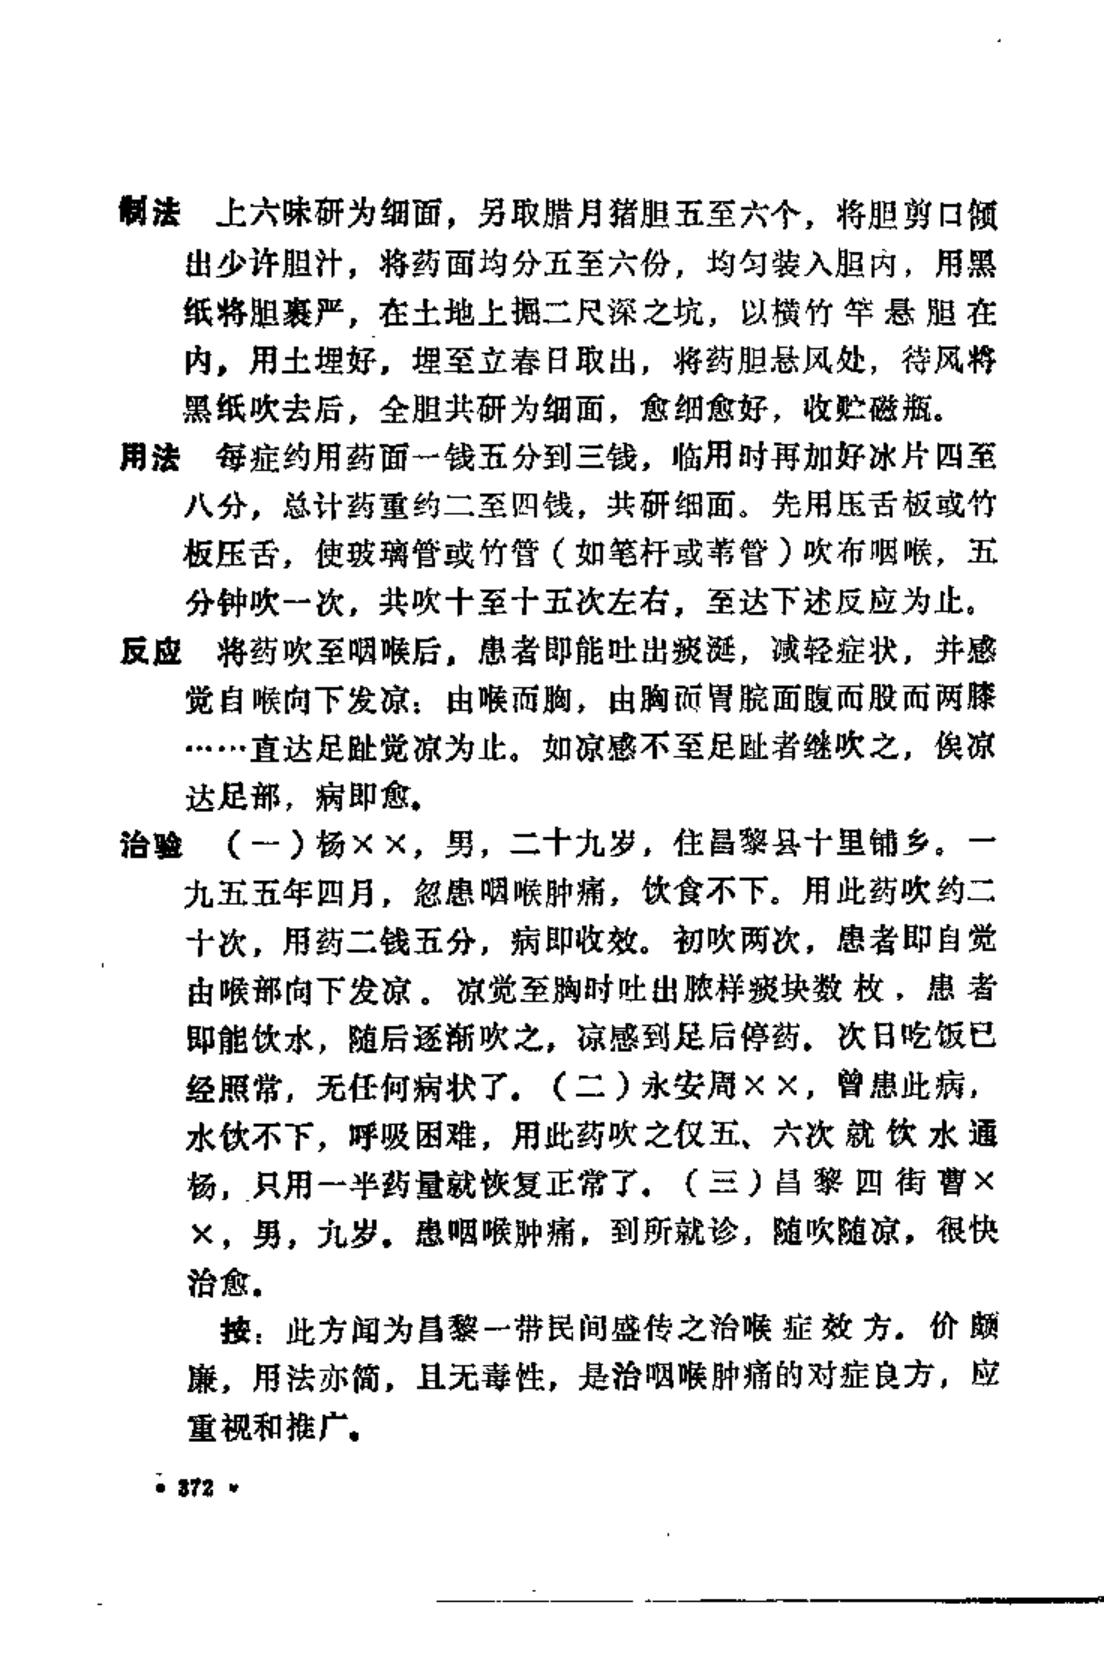 制法 上六味研为细面，另取腊月猪胆五至六个，将胆剪口倾
出少许胆汁，将药面均分五至六份，均匀装入胆内，用黑
纸将胆裹严，在土地上掘二尺深之坑，以横竹竿悬胆在
内，用土埋好，埋至立春日取出，将药胆悬风处，待风将
黑纸吹去后，全胆共研为细面，愈细愈好，收贮磁瓶。
用法 每症约用药面一钱五分到三钱，临用时再加好冰片四至
八分，总计药重约二至四钱，共研细面。先用压舌板或竹
板压舌，使玻璃管或竹管（如笔杆或苇管）吹布咽喉，五
分钟吹一次，共吹十至十五次左右，至达下述反应为止。
反应 将药吹至咽喉后，患者即能吐出痰涎，减轻症状，并感
觉自喉向下发凉：由喉而胸，由胸而胃脘面腹而股而两膝
……直达足趾觉凉为止。如凉感不至足趾者继吹之，俟凉
达足部，病即愈。
治验 （一）杨××，男，二十九岁，住昌黎县十里铺乡。一
九五五年四月，忽患咽喉肿痛，饮食不下。用此药吹约二
十次，用药二钱五分，病即收效。初吹两次，患者即自觉
由喉部向下发凉。凉觉至胸时吐出脓样痰块数枚，患者
即能饮水，随后逐渐吹之，凉感到足后停药。次日吃饭已
经照常，无任何病状了。（二）永安周××，曾患此病，
水饮不下，呼吸困难，用此药吹之仅五、六次就饮水通
杨，只用一半药量就恢复正常了。（三）昌黎四街曹×
×，男，九岁。患咽喉肿痛，到所就诊，随吹随凉，很快
治愈。
按：此方闻为昌黎一带民间盛传之治喉症效方。价颇
廉，用法亦简，且无毒性，是治咽喉肿痛的对症良方，应
重视和推广。
• 372 •